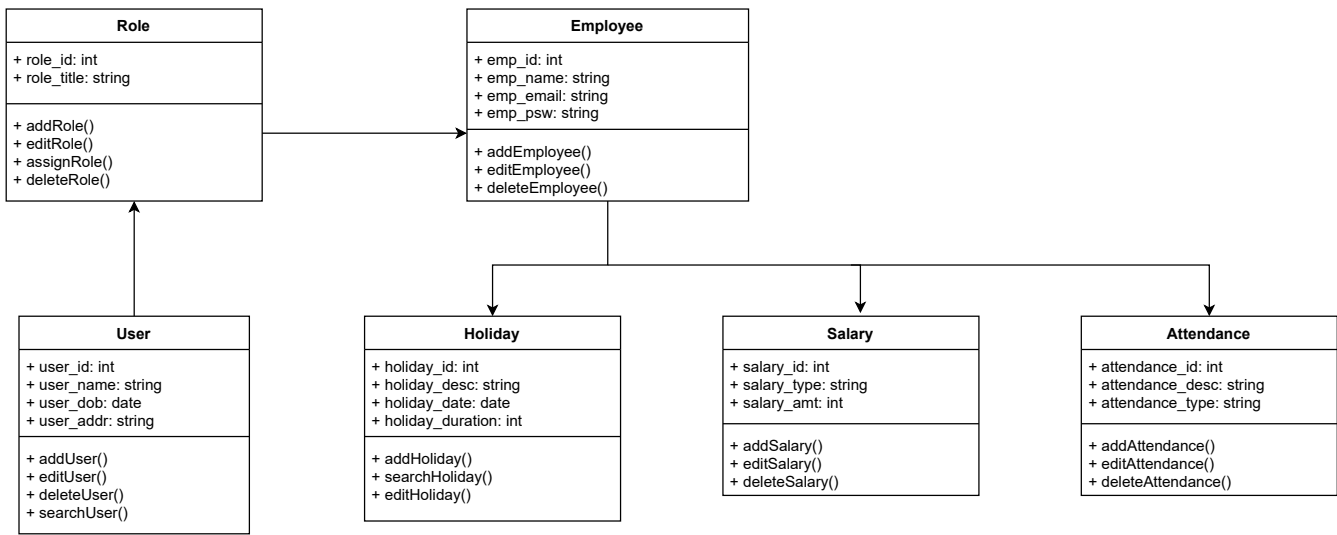 Role
+ role_id: int
+ role_title: string
+ addRole()
+ editRole()
+ assignRole()
+ deleteRole()
Employee
+ emp_id: int
+ emp_name: string
+ emp_email: string
+ emp_psw: string
+ addEmployee()
+ editEmployee()
+ deleteEmployee()
User
+ user_id: int
+ user_name: string
+ user_dob: date
+ user_addr: string
+ addUser()
+ editUser()
+ deleteUser()
+ searchUser()
Holiday
+ holiday_id: int
+ holiday_desc: string
+ holiday_date: date
+ holiday_duration: int
+ addHoliday()
+ searchHoliday()
+ editHoliday()
Salary
+ salary_id: int
+ salary_type: string
+ salary_amt: int
+ addSalary()
+ editSalary()
+ deleteSalary()
Attendance
+ attendance_id: int
+ attendance_desc: string
+ attendance_type: string
+ addAttendance()
+ editAttendance()
+ deleteAttendance()